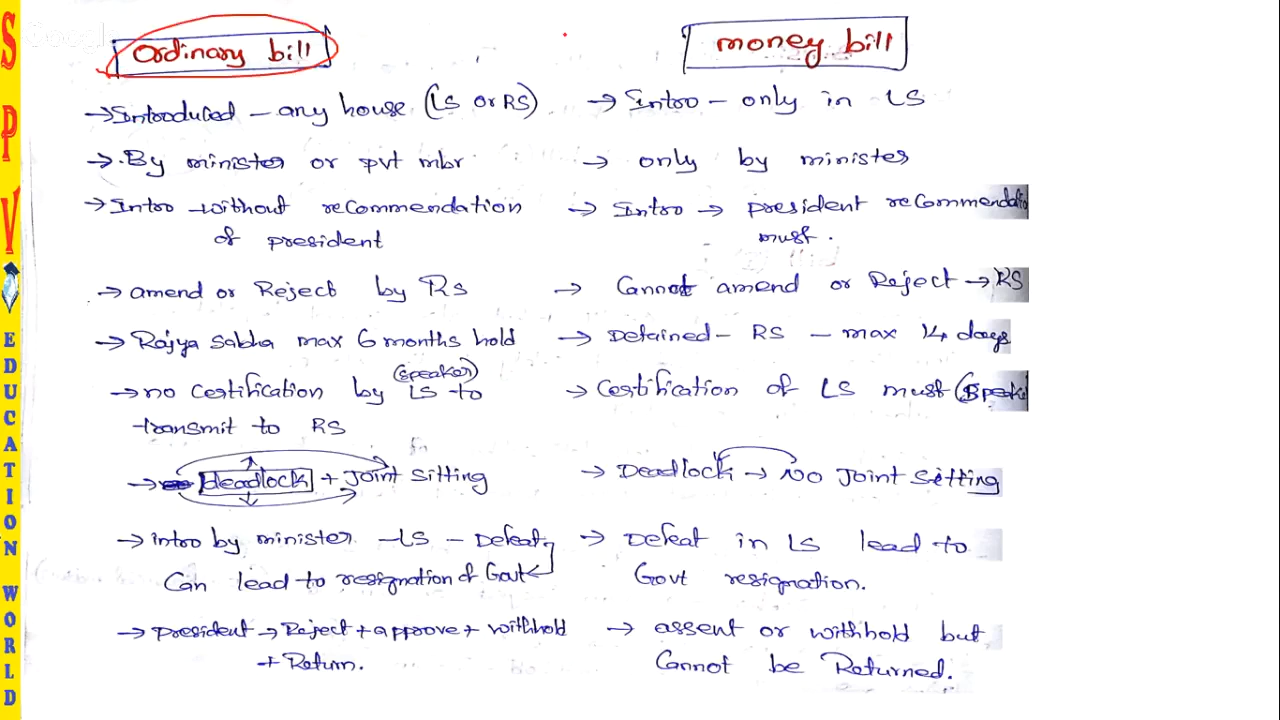 SPV EDUCATION WORLD
Google
ordinary bill
→ Introduced – any house (LS or RS)
→ By minister or pvt mbr
→ Intro → without recommendation
of president
→ amend or Reject by RS
→ Rajya sabha max 6 months hold
(speaker)
→ no certification by LS to
transmit to RS
→ deadlock + Joint sitting
→ intro by minister – LS – Defeat
Can lead to resignation of Govt
→ president → Reject + approve + withhold
+ Return.
money bill
→ Intro – only in LS
→ only by minister
→ Intro → president recommendatio
must.
→ Cannot amend or Reject → RS
→ Detained – RS – max 14 days
→ Certification of LS must (Speake
→ Deadlock → No Joint sitting
→ Defeat in LS lead to
Govt resignation.
→ assent or withhold but
Cannot be Returned.